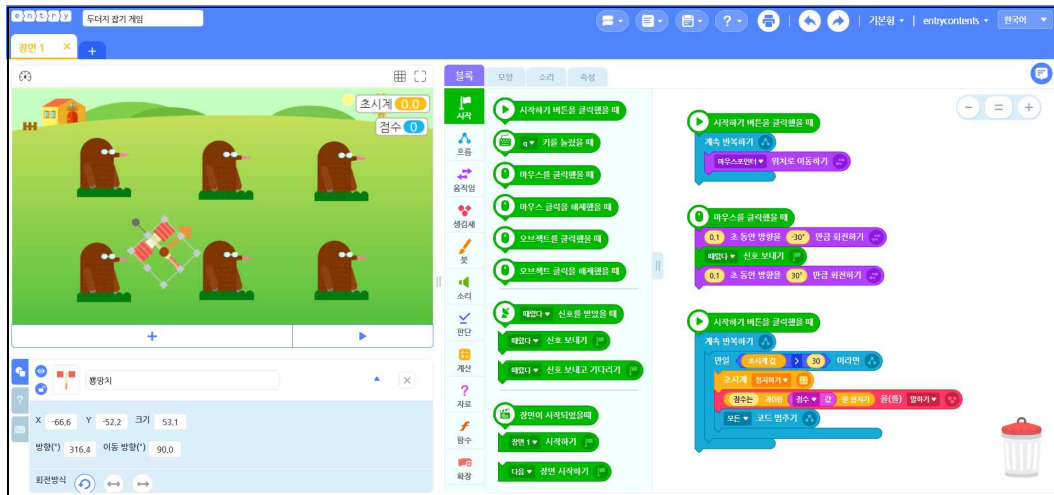 entry
두더지 잡기 게임
기본형
entrycontents
한국어
장면 1
초시계 0.0
점수 0
뿅망치
X -66.6 Y -52.2 크기 53.1
방향(°) 316.4 이동 방향(°) 90.0
회전방식
블록 모양 소리 속성
시작
흐름
움직임
생김새
붓
소리
판단
계산
자료
함수
확장
시작하기 버튼을 클릭했을 때
q 키를 눌렀을 때
마우스를 클릭했을 때
마우스 클릭을 해제했을 때
오브젝트를 클릭했을 때
오브젝트 클릭을 해제했을 때
때렸다 신호를 받았을 때
때렸다 신호 보내기
때렸다 신호 보내고 기다리기
장면이 시작되었을때
장면 1 시작하기
다음 장면 시작하기
시작하기 버튼을 클릭했을 때
계속 반복하기
마우스포인터 위치로 이동하기
마우스를 클릭했을 때
0.1 초 동안 방향을 -30° 만큼 회전하기
때렸다 신호 보내기
0.1 초 동안 방향을 30° 만큼 회전하기
시작하기 버튼을 클릭했을 때
계속 반복하기
만일 초시계 값 > 30 이라면
초시계 정지하기
점수는 과(와) 점수 값 를 합치기 을(를) 말하기
모든 코드 멈추기